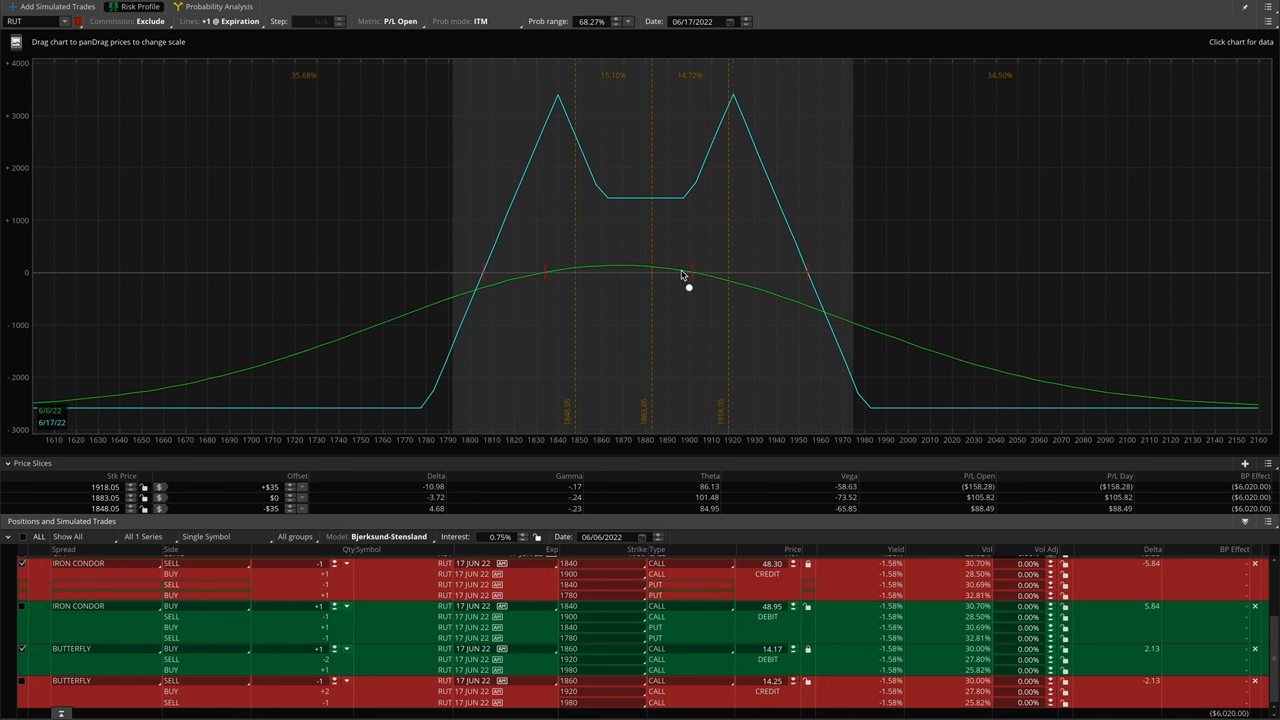 Add Simulated Trades Risk Profile Probability Analysis
RUT Commission: Exclude Lines: +1 @ Expiration Step: N/A Metric: P/L Open Prob mode: ITM Prob range: 68.27% Date: 06/17/2022
Drag chart to panDrag prices to change scale Click chart for data
+ 4000
35.68% 15.10% 14.72% 34.50%
+ 3000
+ 2000
+ 1000
0
- 1000
- 2000
- 3000
1848.05 1883.05 1918.05
6/6/22
6/17/22
1610 1620 1630 1640 1650 1660 1670 1680 1690 1700 1710 1720 1730 1740 1750 1760 1770 1780 1790 1800 1810 1820 1830 1840 1850 1860 1870 1880 1890 1900 1910 1920 1930 1940 1950 1960 1970 1980 1990 2000 2010 2020 2030 2040 2050 2060 2070 2080 2090 2100 2110 2120 2130 2140 2150 2160
Price Slices
Stk Price Offset Delta Gamma Theta Vega P/L Open P/L Day BP Effect
1918.05 $ +$35 -10.98 -.17 86.13 -58.63 ($158.28) ($158.28) ($6,020.00)
1883.05 $ $0 -3.72 -.24 101.48 -73.52 $105.82 $105.82 ($6,020.00)
1848.05 $ -$35 4.68 -.23 84.95 -65.85 $88.49 $88.49 ($6,020.00)
Positions and Simulated Trades
ALL Show All All 1 Series Single Symbol All groups Model: Bjerksund-Stensland Interest: 0.75% Date: 06/06/2022
Spread Side Qty Symbol Exp Strike Type Price Yield Vol Vol Adj Delta BP Effect
IRON CONDOR SELL -1 RUT 17 JUN 22 AM 1840 CALL 48.30 -1.58% 30.70% 0.00% -5.84 -
BUY +1 RUT 17 JUN 22 AM 1900 CALL CREDIT -1.58% 28.50% 0.00%
SELL -1 RUT 17 JUN 22 AM 1840 PUT -1.58% 30.69% 0.00%
BUY +1 RUT 17 JUN 22 AM 1780 PUT -1.58% 32.81% 0.00%
IRON CONDOR BUY +1 RUT 17 JUN 22 AM 1840 CALL 48.95 -1.58% 30.70% 0.00% 5.84 -
SELL -1 RUT 17 JUN 22 AM 1900 CALL DEBIT -1.58% 28.50% 0.00%
BUY +1 RUT 17 JUN 22 AM 1840 PUT -1.58% 30.69% 0.00%
SELL -1 RUT 17 JUN 22 AM 1780 PUT -1.58% 32.81% 0.00%
BUTTERFLY BUY +1 RUT 17 JUN 22 AM 1860 CALL 14.17 -1.58% 30.00% 0.00% 2.13 -
SELL -2 RUT 17 JUN 22 AM 1920 CALL DEBIT -1.58% 27.80% 0.00%
BUY +1 RUT 17 JUN 22 AM 1980 CALL -1.58% 25.82% 0.00%
BUTTERFLY SELL -1 RUT 17 JUN 22 AM 1860 CALL 14.25 -1.58% 30.00% 0.00% -2.13 -
BUY +2 RUT 17 JUN 22 AM 1920 CALL CREDIT -1.58% 27.80% 0.00%
SELL -1 RUT 17 JUN 22 AM 1980 CALL -1.58% 25.82% 0.00%
($6,020.00)